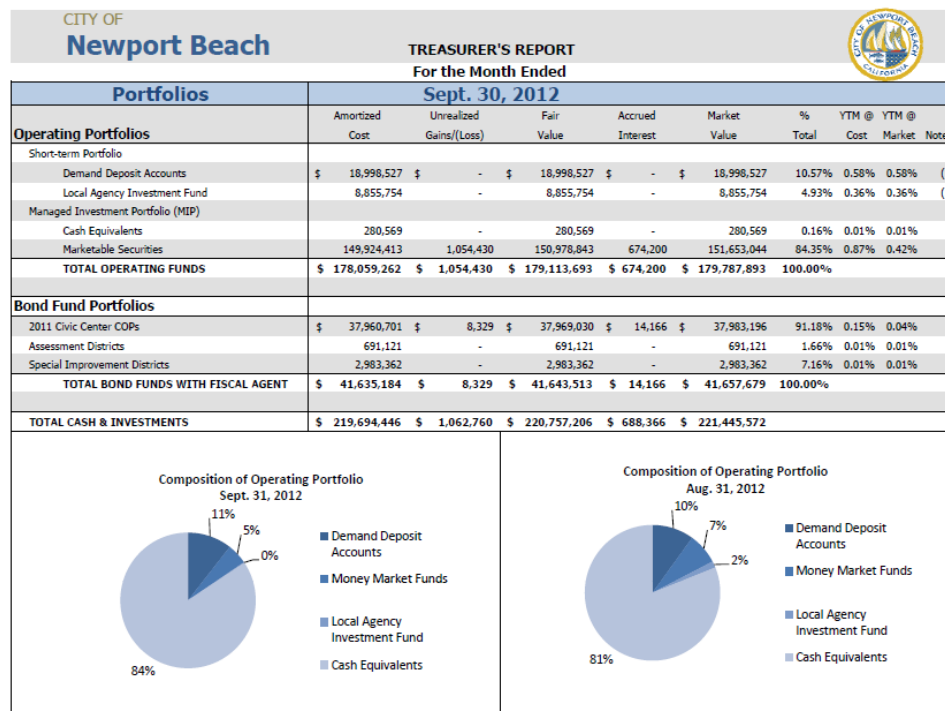 CITY OF
Newport Beach
TREASURER'S REPORT
CITY OF NEWPORT BEACH
CALIFORNIA
For the Month Ended
Portfolios Sept. 30, 2012
Amortized Unrealized Fair Accrued Market % YTM @ YTM @
Operating Portfolios Cost Gains/(Loss) Value Interest Value Total Cost Market Note
Short-term Portfolio
Demand Deposit Accounts $ 18,998,527 $ - $ 18,998,527 $ - $ 18,998,527 10.57% 0.58% 0.58% (
Local Agency Investment Fund 8,855,754 - 8,855,754 - 8,855,754 4.93% 0.36% 0.36% (
Managed Investment Portfolio (MIP)
Cash Equivalents 280,569 - 280,569 - 280,569 0.16% 0.01% 0.01%
Marketable Securities 149,924,413 1,054,430 150,978,843 674,200 151,653,044 84.35% 0.87% 0.42%
TOTAL OPERATING FUNDS $ 178,059,262 $ 1,054,430 $ 179,113,693 $ 674,200 $ 179,787,893 100.00%
Bond Fund Portfolios
2011 Civic Center COPs $ 37,960,701 $ 8,329 $ 37,969,030 $ 14,166 $ 37,983,196 91.18% 0.15% 0.04%
Assessment Districts 691,121 - 691,121 - 691,121 1.66% 0.01% 0.01%
Special Improvement Districts 2,983,362 - 2,983,362 - 2,983,362 7.16% 0.01% 0.01%
TOTAL BOND FUNDS WITH FISCAL AGENT $ 41,635,184 $ 8,329 $ 41,643,513 $ 14,166 $ 41,657,679 100.00%
TOTAL CASH & INVESTMENTS $ 219,694,446 $ 1,062,760 $ 220,757,206 $ 688,366 $ 221,445,572
Composition of Operating Portfolio
Sept. 31, 2012
11%
5%
0%
84%
Demand Deposit
Accounts
Money Market Funds
Local Agency
Investment Fund
Cash Equivalents
Composition of Operating Portfolio
Aug. 31, 2012
10%
7%
2%
81%
Demand Deposit
Accounts
Money Market Funds
Local Agency
Investment Fund
Cash Equivalents